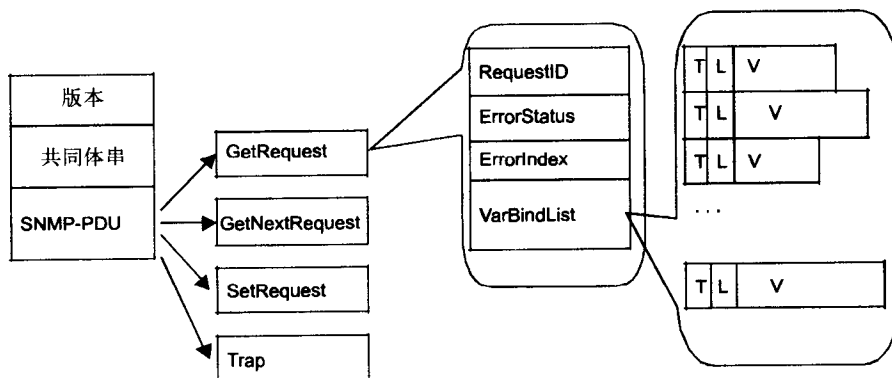 版本
共同体串
SNMP-PDU
GetRequest
GetNextRequest
SetRequest
Trap
RequestID
ErrorStatus
ErrorIndex
VarBindList
T L V
T L V
T L V
...
T L V